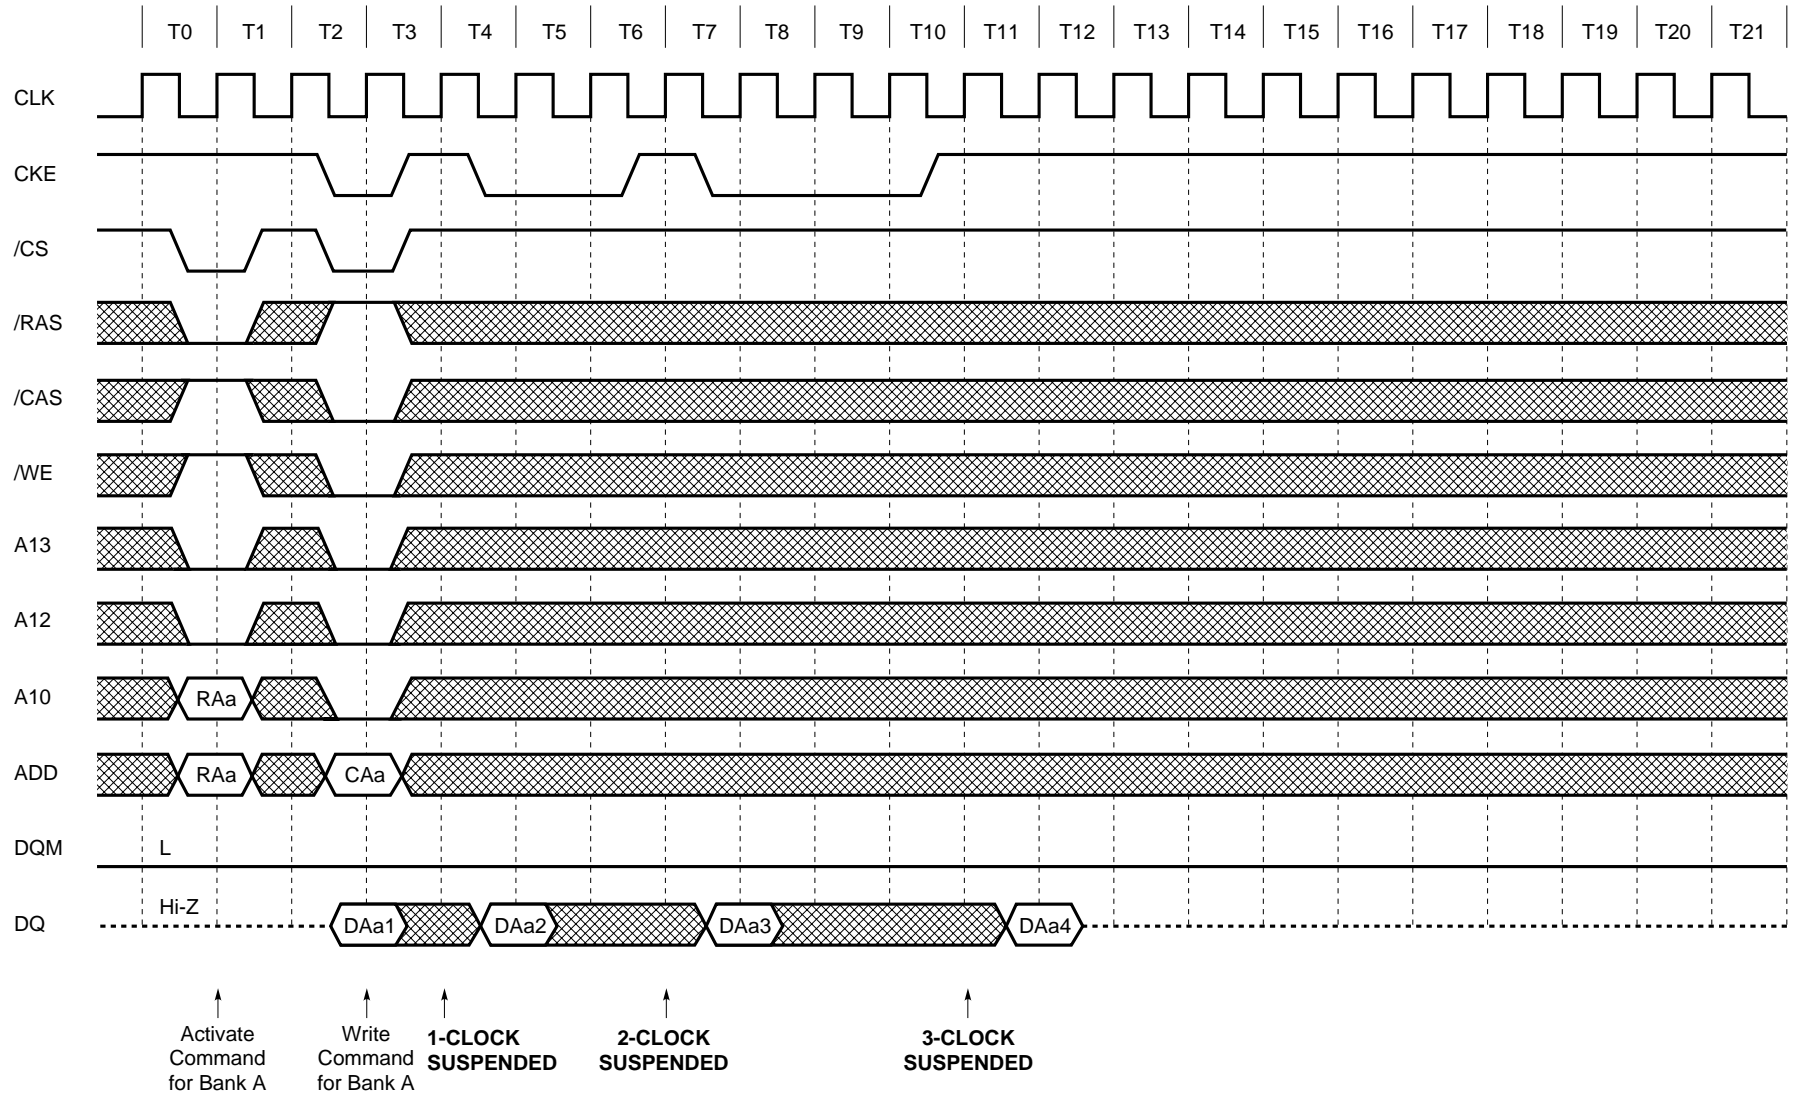 T0 T1 T2 T3 T4 T5 T6 T7 T8 T9 T10 T11 T12 T13 T14 T15 T16 T17 T18 T19 T20 T21
CLK
CKE
/CS
/RAS
/CAS
/WE
A13
A12
A10 RAa
ADD RAa CAa
DQM L
DQ Hi-Z DAa1 DAa2 DAa3 DAa4
Activate
Command
for Bank A
Write
Command
for Bank A
1-CLOCK
SUSPENDED
2-CLOCK
SUSPENDED
3-CLOCK
SUSPENDED